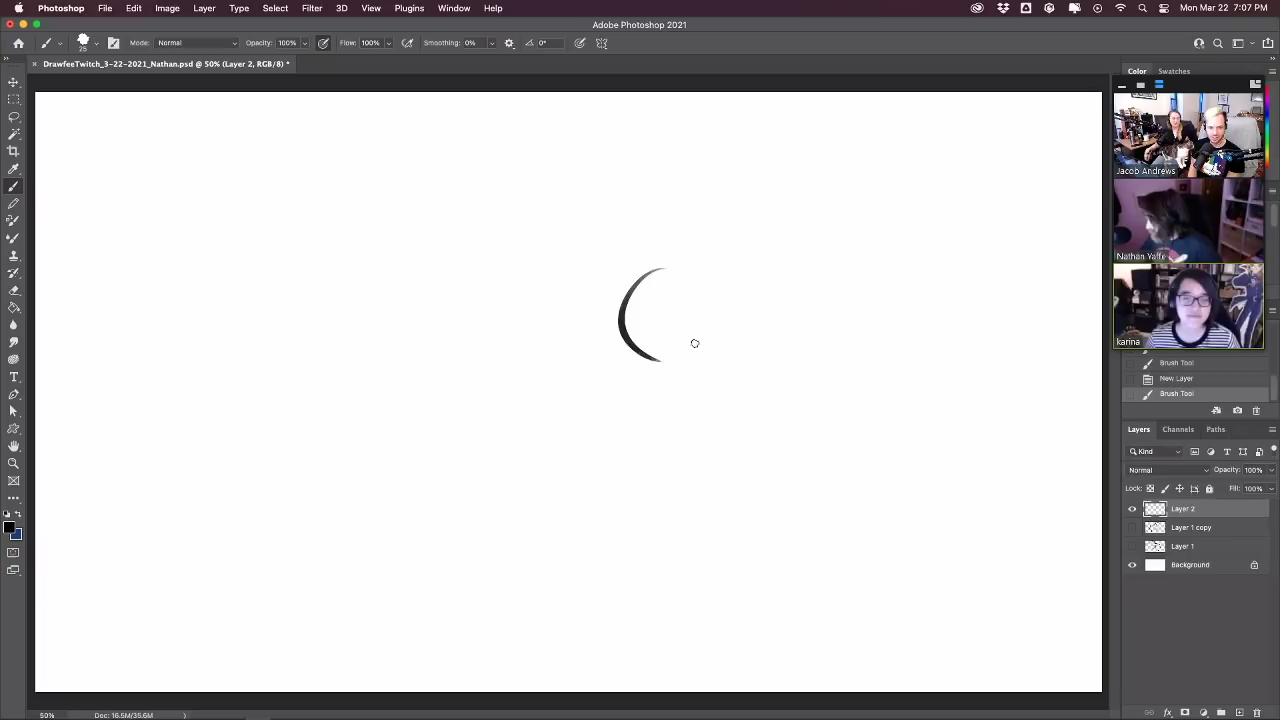 Photoshop File Edit Image Layer Type Select Filter 3D View Plugins Window Help Mon Mar 22 7:07 PM
Adobe Photoshop 2021
25 Mode: Normal Opacity: 100% Flow: 100% Smoothing: 0% 0°
DrawfeeTwitch_3-22-2021_Nathan.psd @ 50% (Layer 2, RGB/8) *
Color Swatches
Jacob Andrews
Nathan Yaffe
karina
Brush Tool
New Layer
Brush Tool
Layers Channels Paths
Kind
Normal Opacity: 100%
Lock: Fill: 100%
Layer 2
Layer 1 copy
Layer 1
Background
fx
50% Doc: 16.5M/35.6M